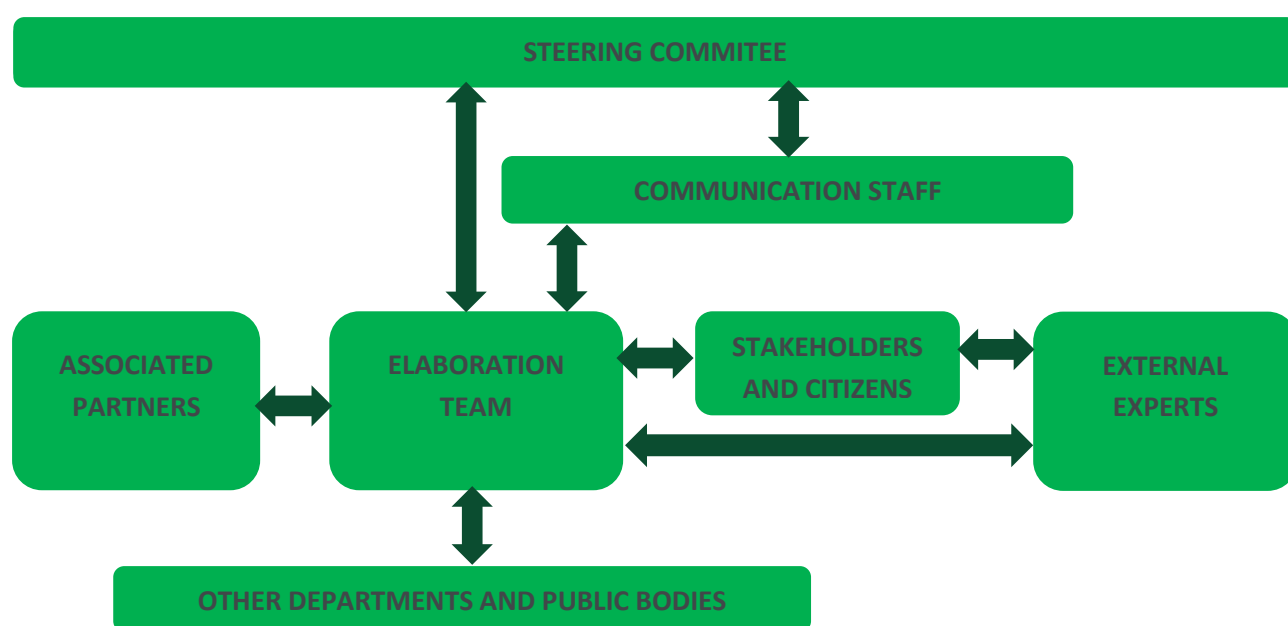 STEERING COMMITEE
COMMUNICATION STAFF
ASSOCIATED
PARTNERS
ELABORATION
TEAM
STAKEHOLDERS
AND CITIZENS
EXTERNAL
EXPERTS
OTHER DEPARTMENTS AND PUBLIC BODIES